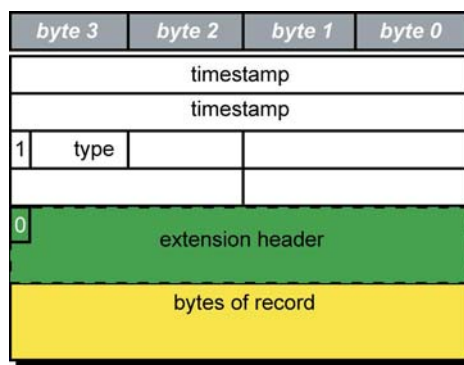 byte 3 byte 2 byte 1 byte 0
timestamp
timestamp
1 type
0
extension header
bytes of record